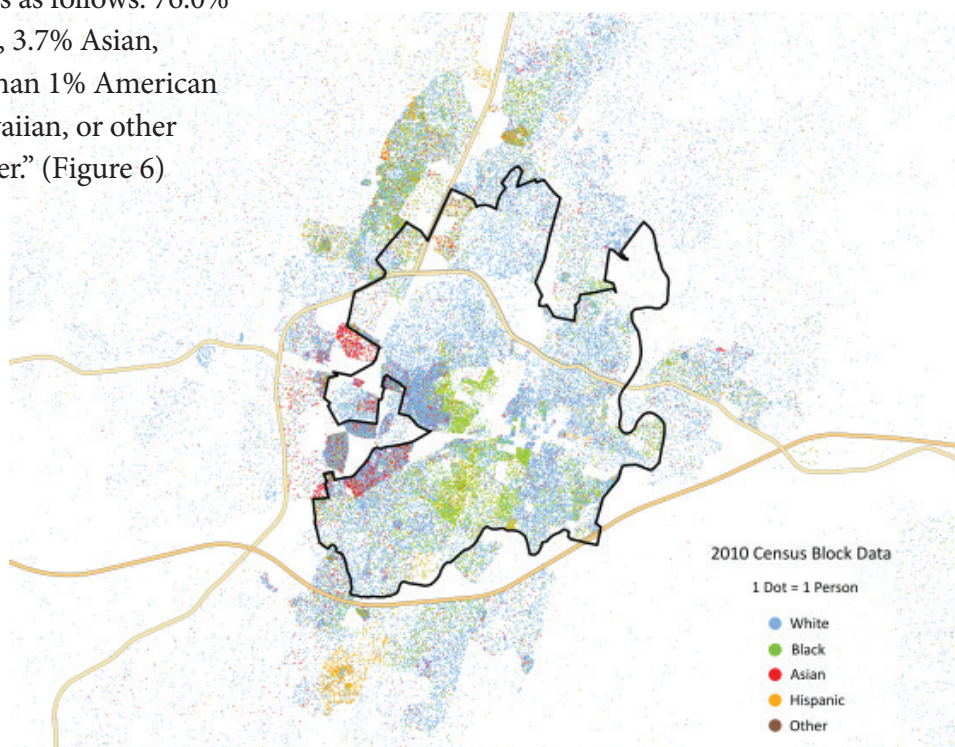 s as follows: 76.0%
, 3.7% Asian,
han 1% American
vaiian, or other
er.” (Figure 6)
2010 Census Block Data
1 Dot = 1 Person
White
Black
Asian
Hispanic
Other